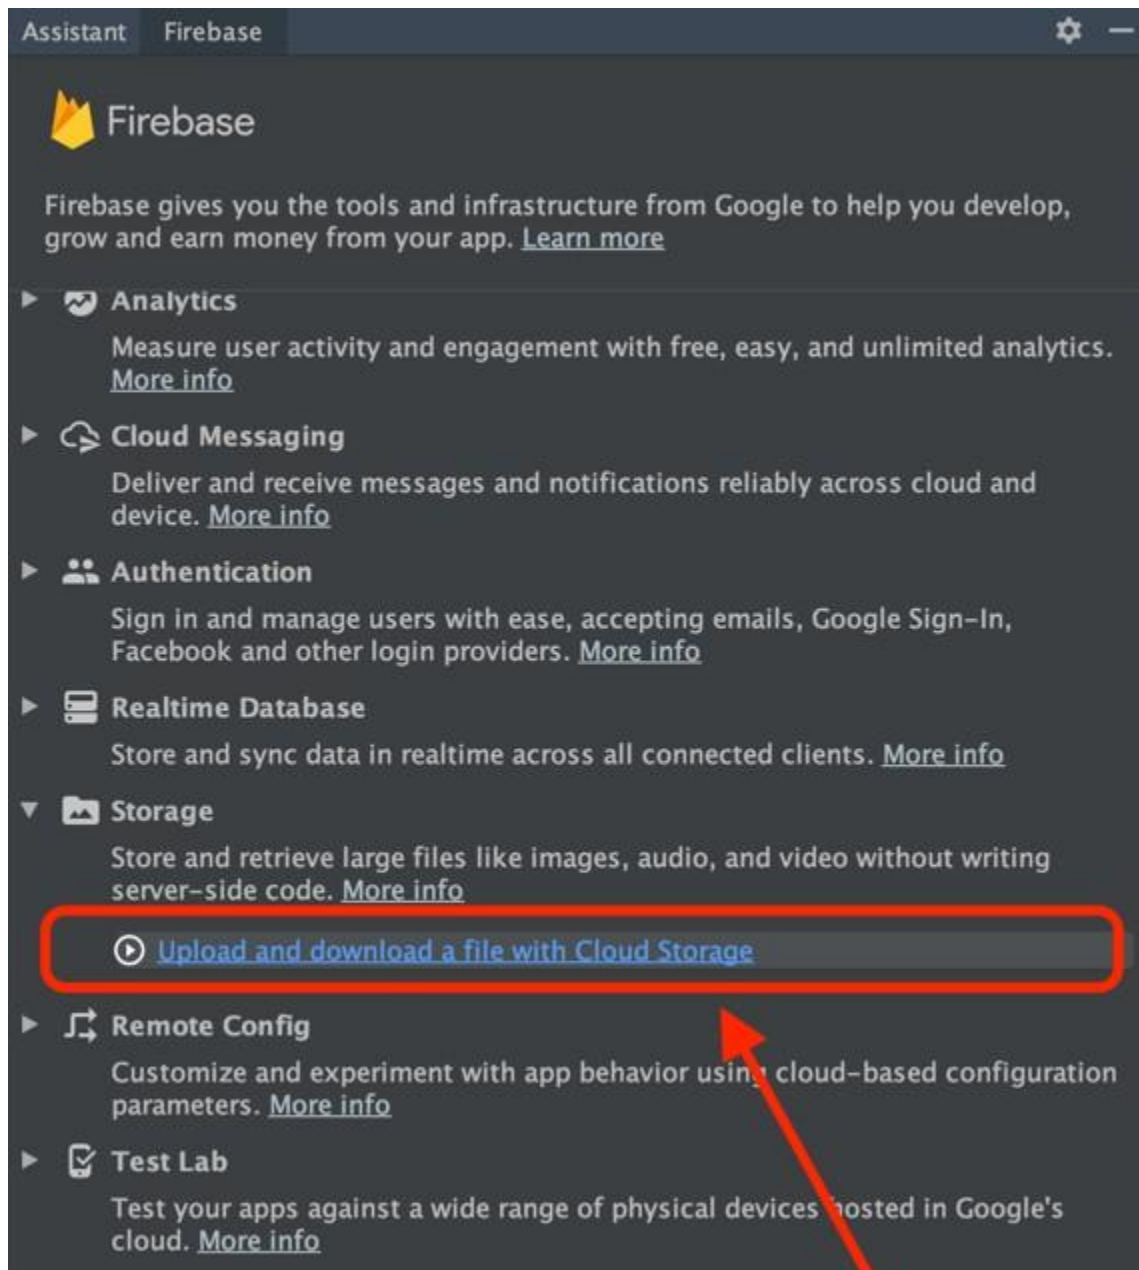 Assistant Firebase
Firebase
Firebase gives you the tools and infrastructure from Google to help you develop,
grow and earn money from your app. Learn more
Analytics
Measure user activity and engagement with free, easy, and unlimited analytics.
More info
Cloud Messaging
Deliver and receive messages and notifications reliably across cloud and
device. More info
Authentication
Sign in and manage users with ease, accepting emails, Google Sign-In,
Facebook and other login providers. More info
Realtime Database
Store and sync data in realtime across all connected clients. More info
Storage
Store and retrieve large files like images, audio, and video without writing
server-side code. More info
Upload and download a file with Cloud Storage
Remote Config
Customize and experiment with app behavior using cloud-based configuration
parameters. More info
Test Lab
Test your apps against a wide range of physical devices hosted in Google's
cloud. More info